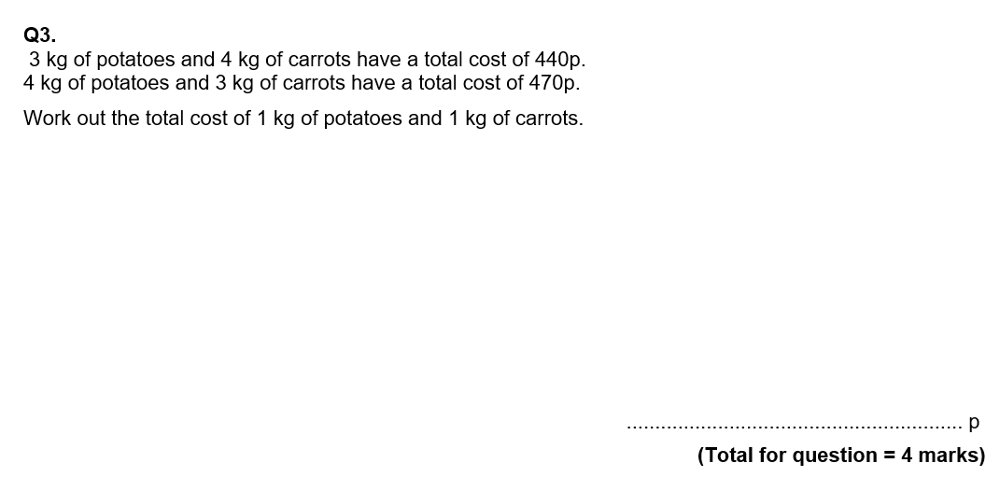 Q3.
3 kg of potatoes and 4 kg of carrots have a total cost of 440p.
4 kg of potatoes and 3 kg of carrots have a total cost of 470p.
Work out the total cost of 1 kg of potatoes and 1 kg of carrots.
........................................................... p
(Total for question = 4 marks)